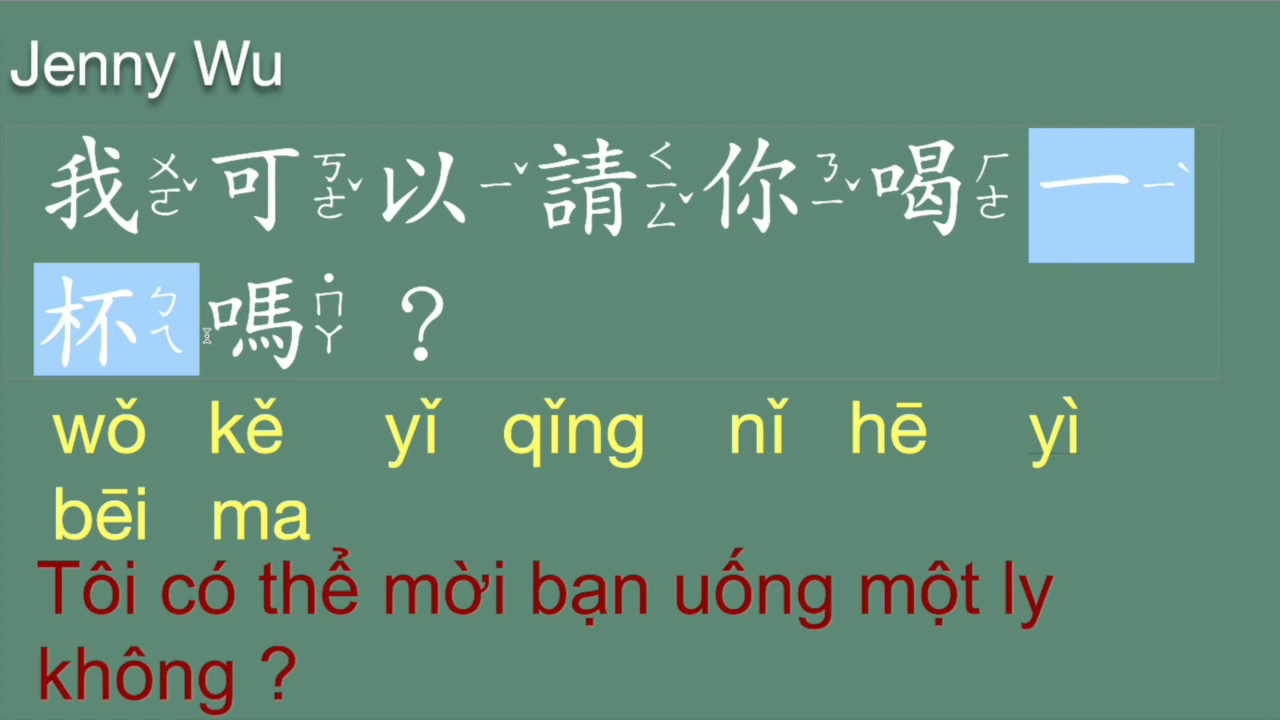 Jenny Wu
我ㄨㄛˇ可ㄎㄜˇ以ㄧˇ請ㄑㄧㄥˇ你ㄋㄧˇ喝ㄏㄜ一ㄧˋ
杯ㄅㄟ嗎˙ㄇㄚ？
wǒ kě yǐ qǐng nǐ hē yì
bēi ma
Tôi có thể mời bạn uống một ly
không ?